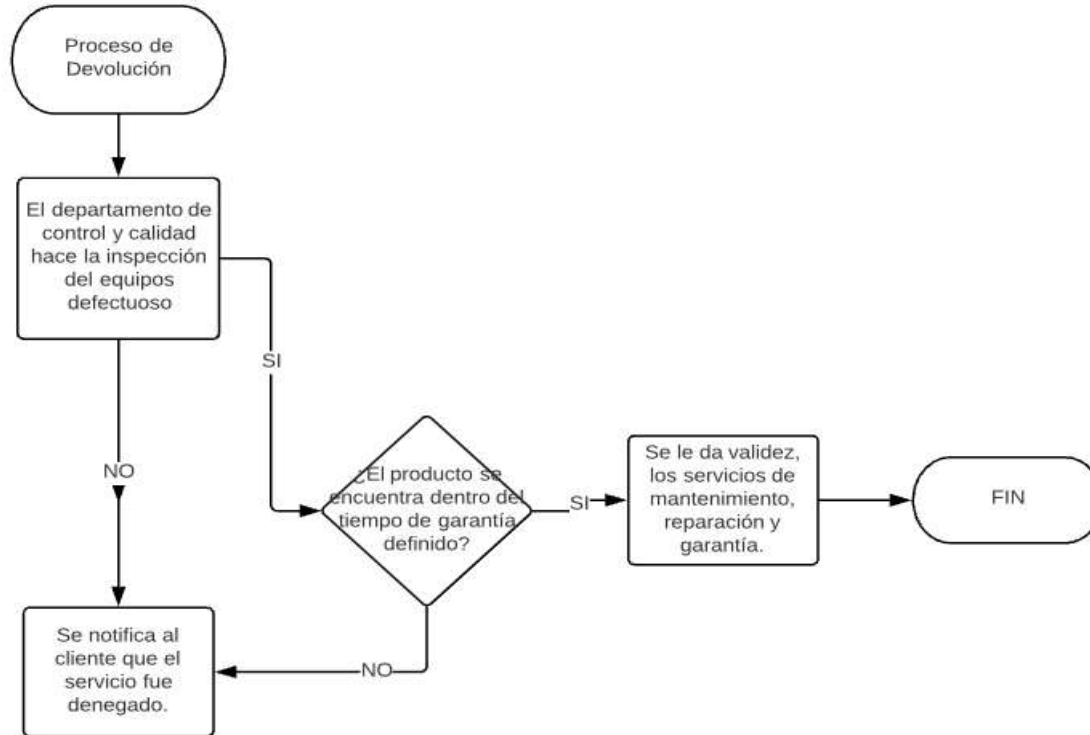 Proceso de
Devolución
El departamento de
control y calidad
hace la inspección
del equipos
defectuoso
SI
NO
¿El producto se
encuentra dentro del
tiempo de garantía
definido?
SI
Se le da validez,
los servicios de
mantenimiento,
reparación y
garantía.
FIN
Se notifica al
cliente que el
servicio fue
denegado.
NO